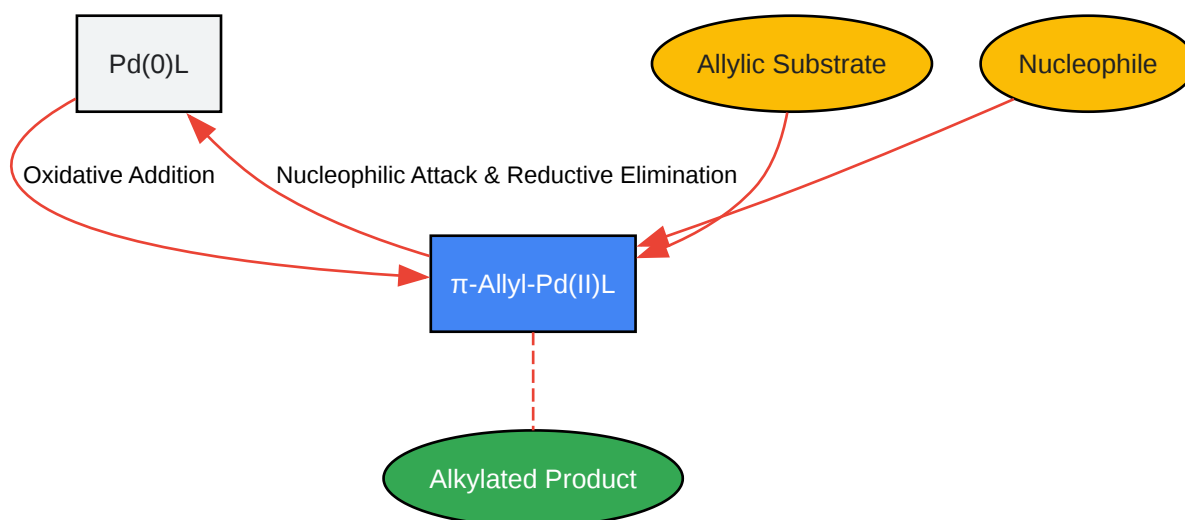 Pd(0)L
Allylic Substrate
Nucleophile
Oxidative Addition
Nucleophilic Attack & Reductive Elimination
π-Allyl-Pd(II)L
Alkylated Product